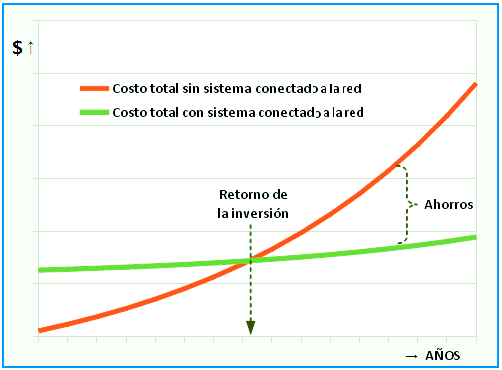 $ ↑
Costo total sin sistema conectado a la red
Costo total con sistema conectado a la red
Retorno de
la inversión
Ahorros
→ AÑOS